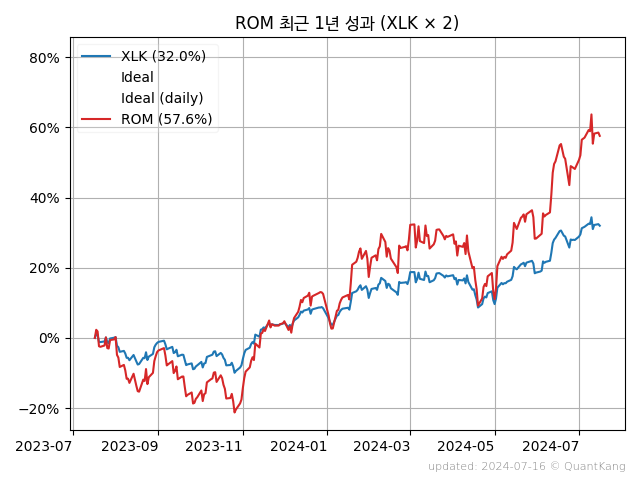 ROM 최근 1년 성과 (XLK × 2)
80%
60%
40%
20%
0%
−20%
XLK (32.0%)
Ideal
Ideal (daily)
ROM (57.6%)
2023-07
2023-09
2023-11
2024-01
2024-03
2024-05
2024-07
updated: 2024-07-16 © QuantKang